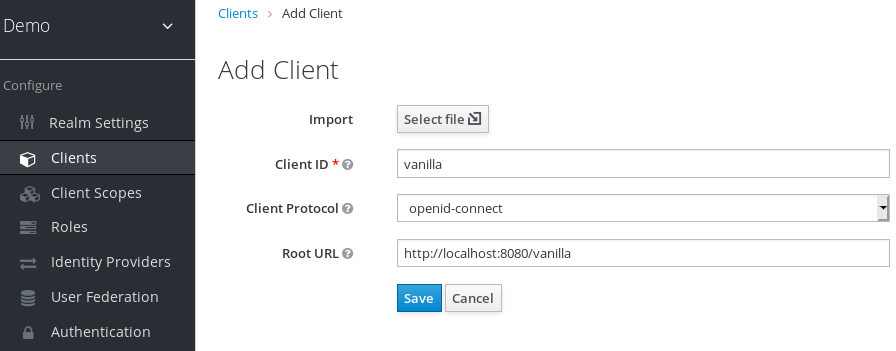 Demo
Configure
Realm Settings
Clients
Client Scopes
Roles
Identity Providers
User Federation
Authentication
Clients > Add Client
Add Client
Import Select file
Client ID * vanilla
Client Protocol openid-connect
Root URL http://localhost:8080/vanilla
Save Cancel